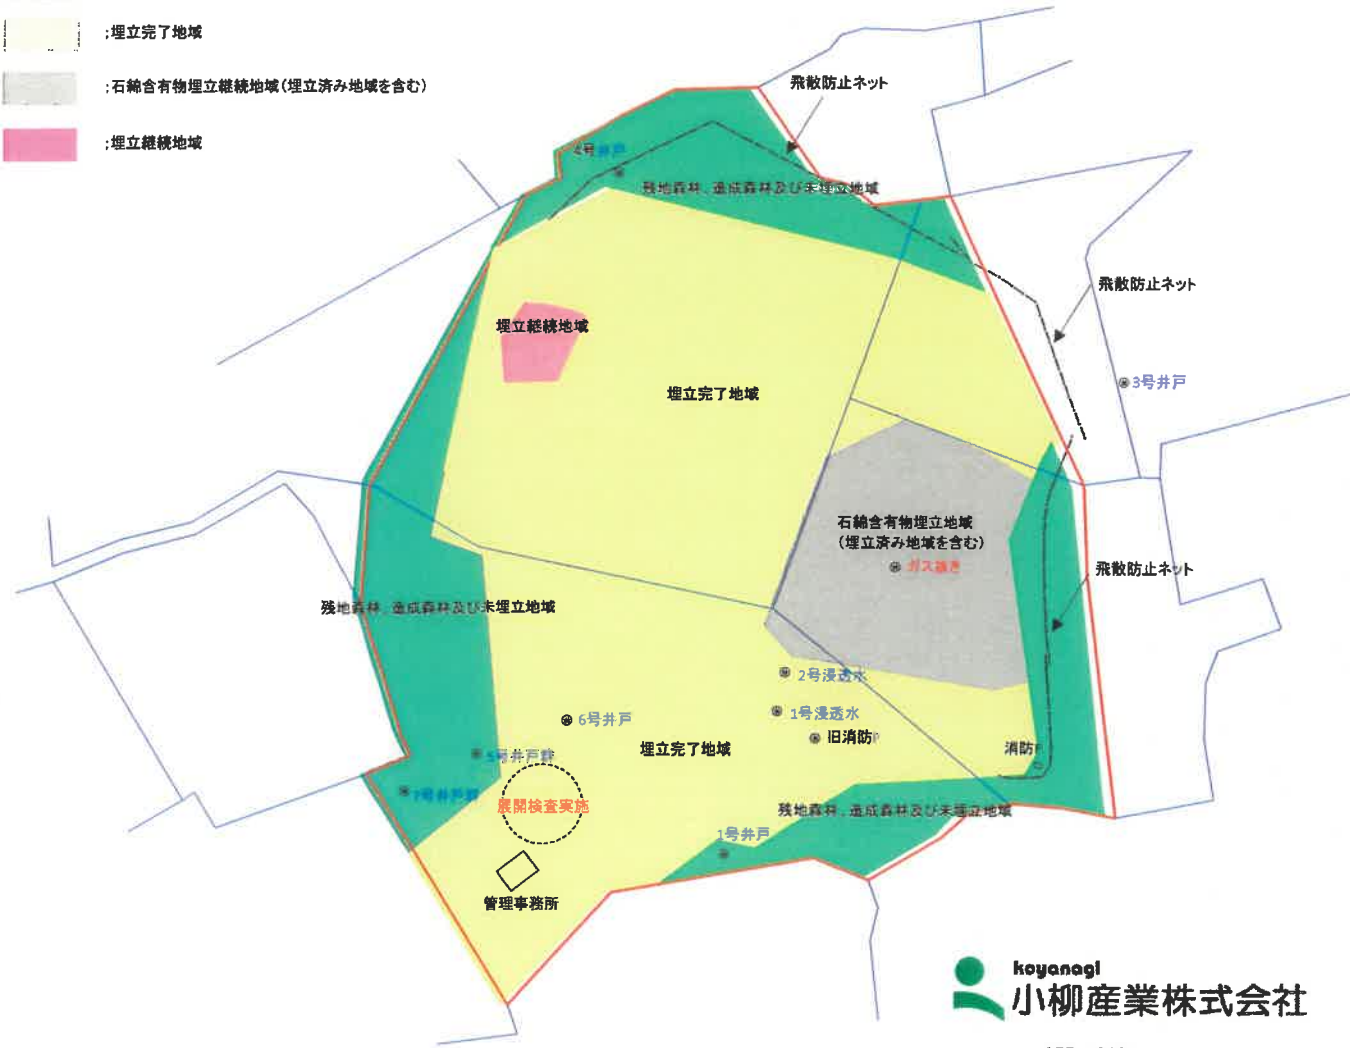 ;埋立完了地域
;石綿含有物埋立継続地域(埋立済み地域を含む)
;埋立継続地域
飛散防止ネット
4号井戸
残地森林、造成森林及び未埋立地域
飛散防止ネット
埋立継続地域
3号井戸
埋立完了地域
石綿含有物埋立地域
(埋立済み地域を含む)
ガス抜き
飛散防止ネット
残地森林、造成森林及び未埋立地域
2号浸透水
1号浸透水
6号井戸
旧消防P
埋立完了地域
消防P
5号井戸群
7号井戸群
展開検査実施
残地森林、造成森林及び未埋立地域
1号井戸
管理事務所
koyanagi
小柳産業株式会社